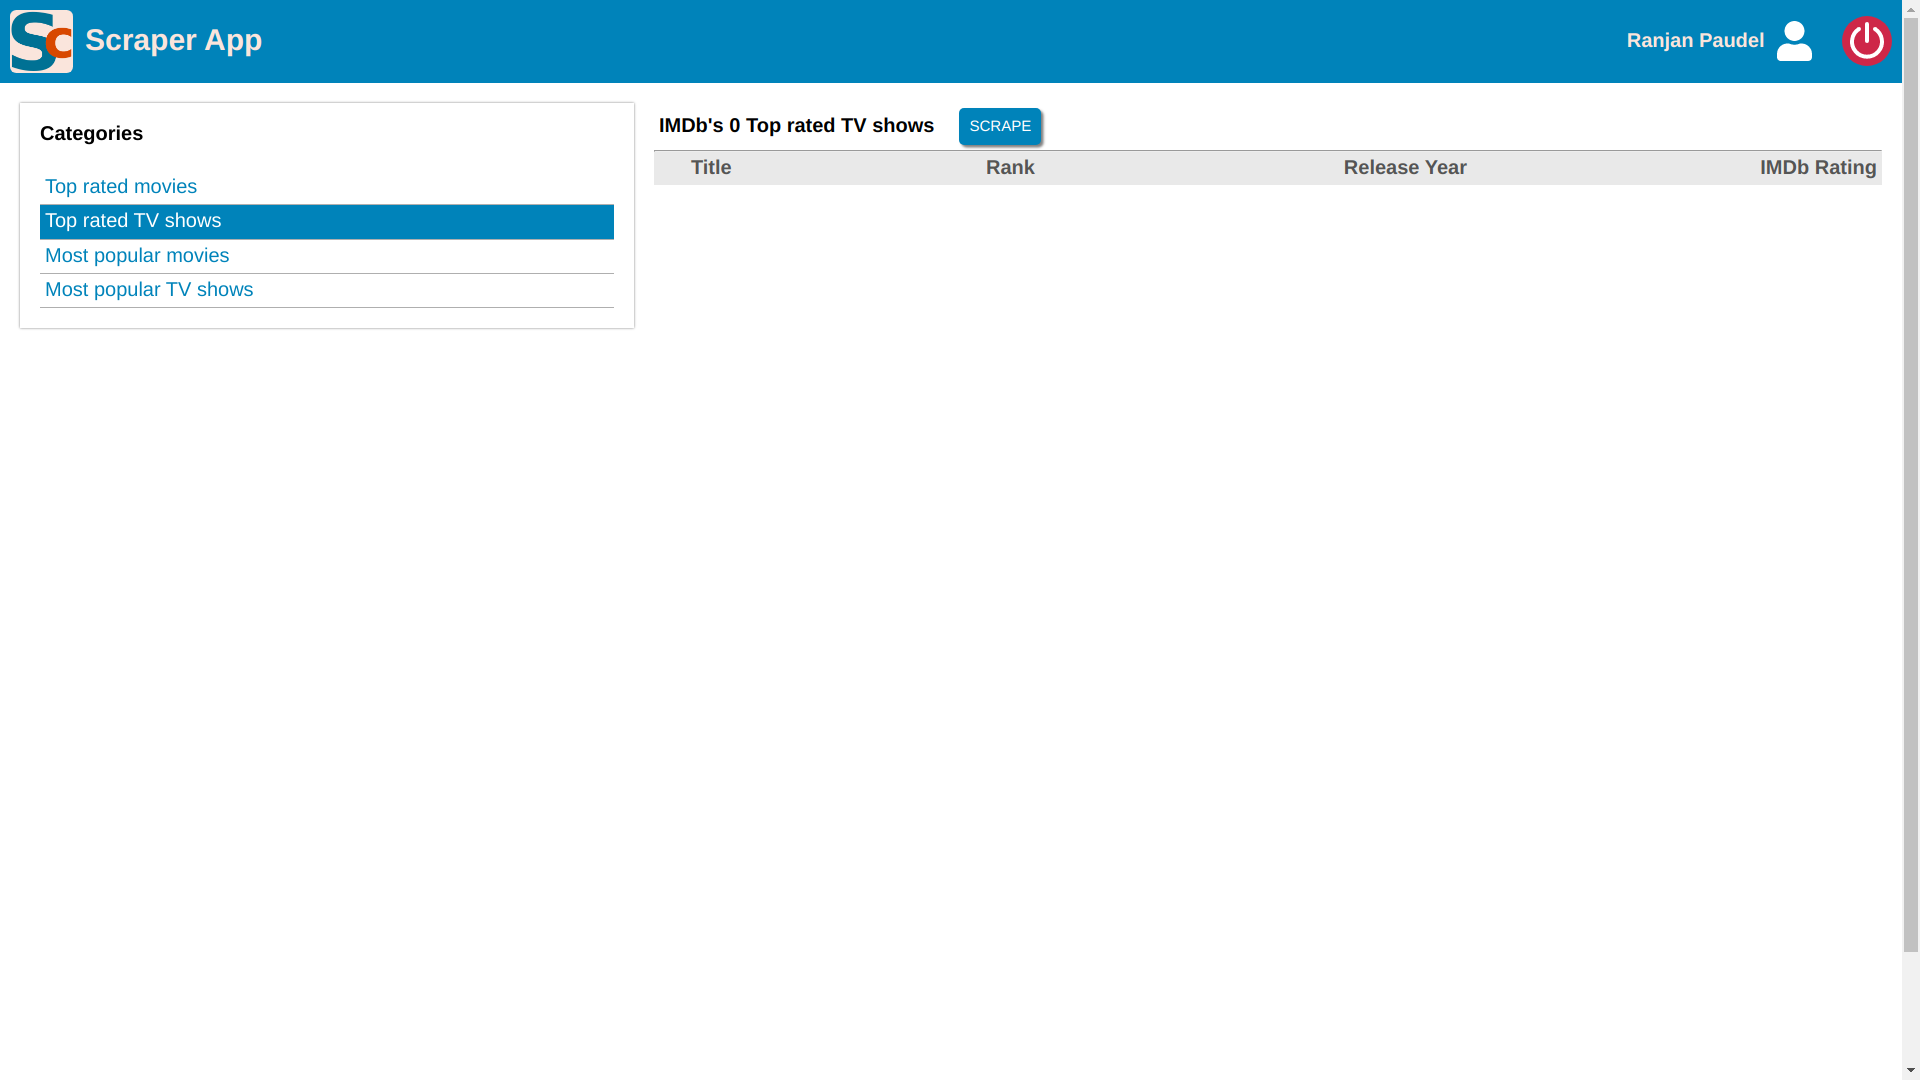 Sc Scraper App
Ranjan Paudel
Categories
Top rated movies
Top rated TV shows
Most popular movies
Most popular TV shows
IMDb's 0 Top rated TV shows SCRAPE
Title Rank Release Year IMDb Rating